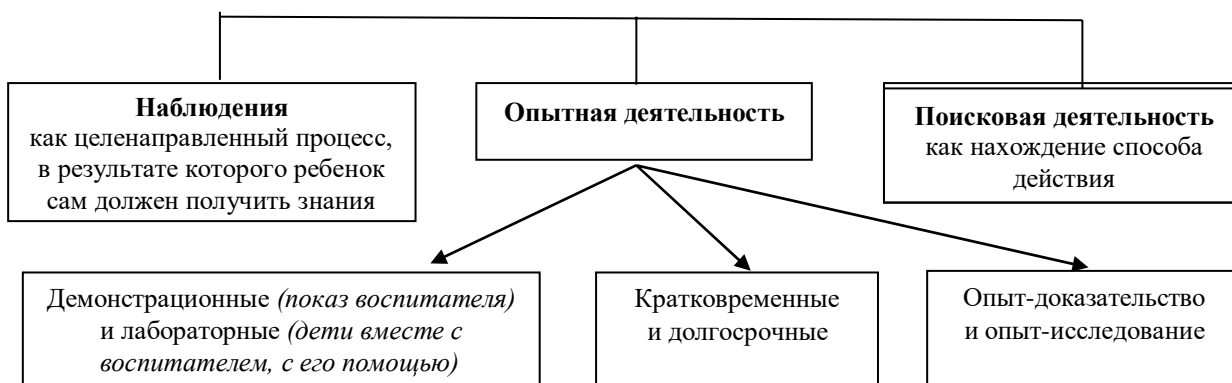 Наблюдения
как целенаправленный процесс,
в результате которого ребенок
сам должен получить знания
Опытная деятельность
Поисковая деятельность
как нахождение способа
действия
Демонстрационные (показ воспитателя)
и лабораторные (дети вместе с
воспитателем, с его помощью)
Кратковременные
и долгосрочные
Опыт-доказательство
и опыт-исследование